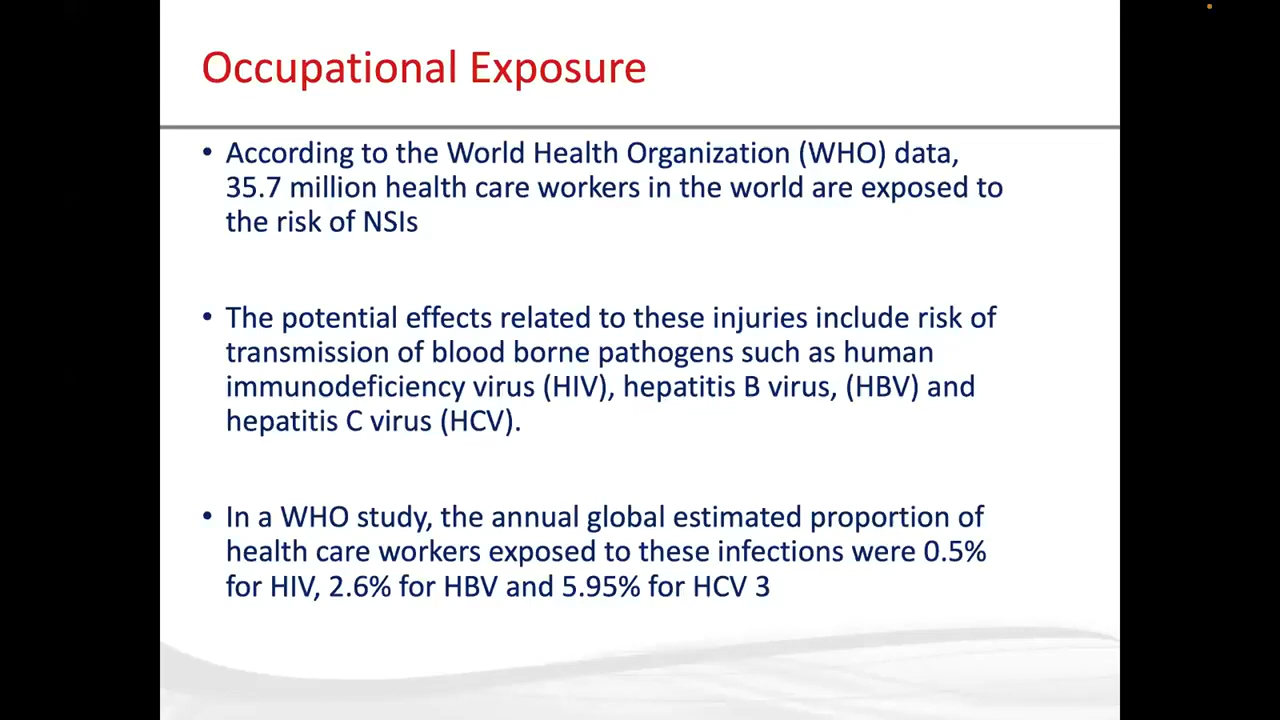 Occupational Exposure
• According to the World Health Organization (WHO) data,
35.7 million health care workers in the world are exposed to
the risk of NSIs
• The potential effects related to these injuries include risk of
transmission of blood borne pathogens such as human
immunodeficiency virus (HIV), hepatitis B virus, (HBV) and
hepatitis C virus (HCV).
• In a WHO study, the annual global estimated proportion of
health care workers exposed to these infections were 0.5%
for HIV, 2.6% for HBV and 5.95% for HCV 3